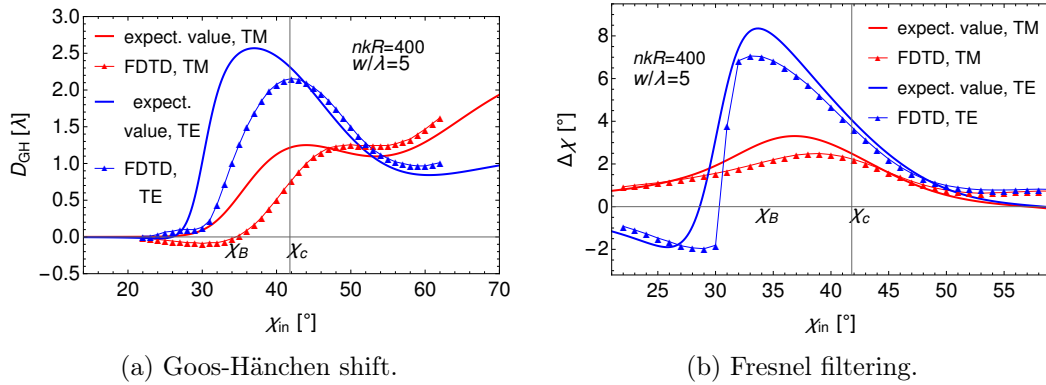 3.0
2.5
2.0
1.5
1.0
0.5
0.0
−0.5
D_GH [λ]
expect. value, TM
FDTD, TM
expect.
value, TE
FDTD,
TE
nkR=400
w/λ=5
χ_B
χ_c
20 30 40 50 60 70
χ_in [°]
(a) Goos-Hänchen shift.
8
6
4
2
0
−2
Δχ [°]
nkR=400
w/λ=5
expect. value, TM
FDTD, TM
expect. value, TE
FDTD, TE
χ_B
χ_c
25 30 35 40 45 50 55
χ_in [°]
(b) Fresnel filtering.